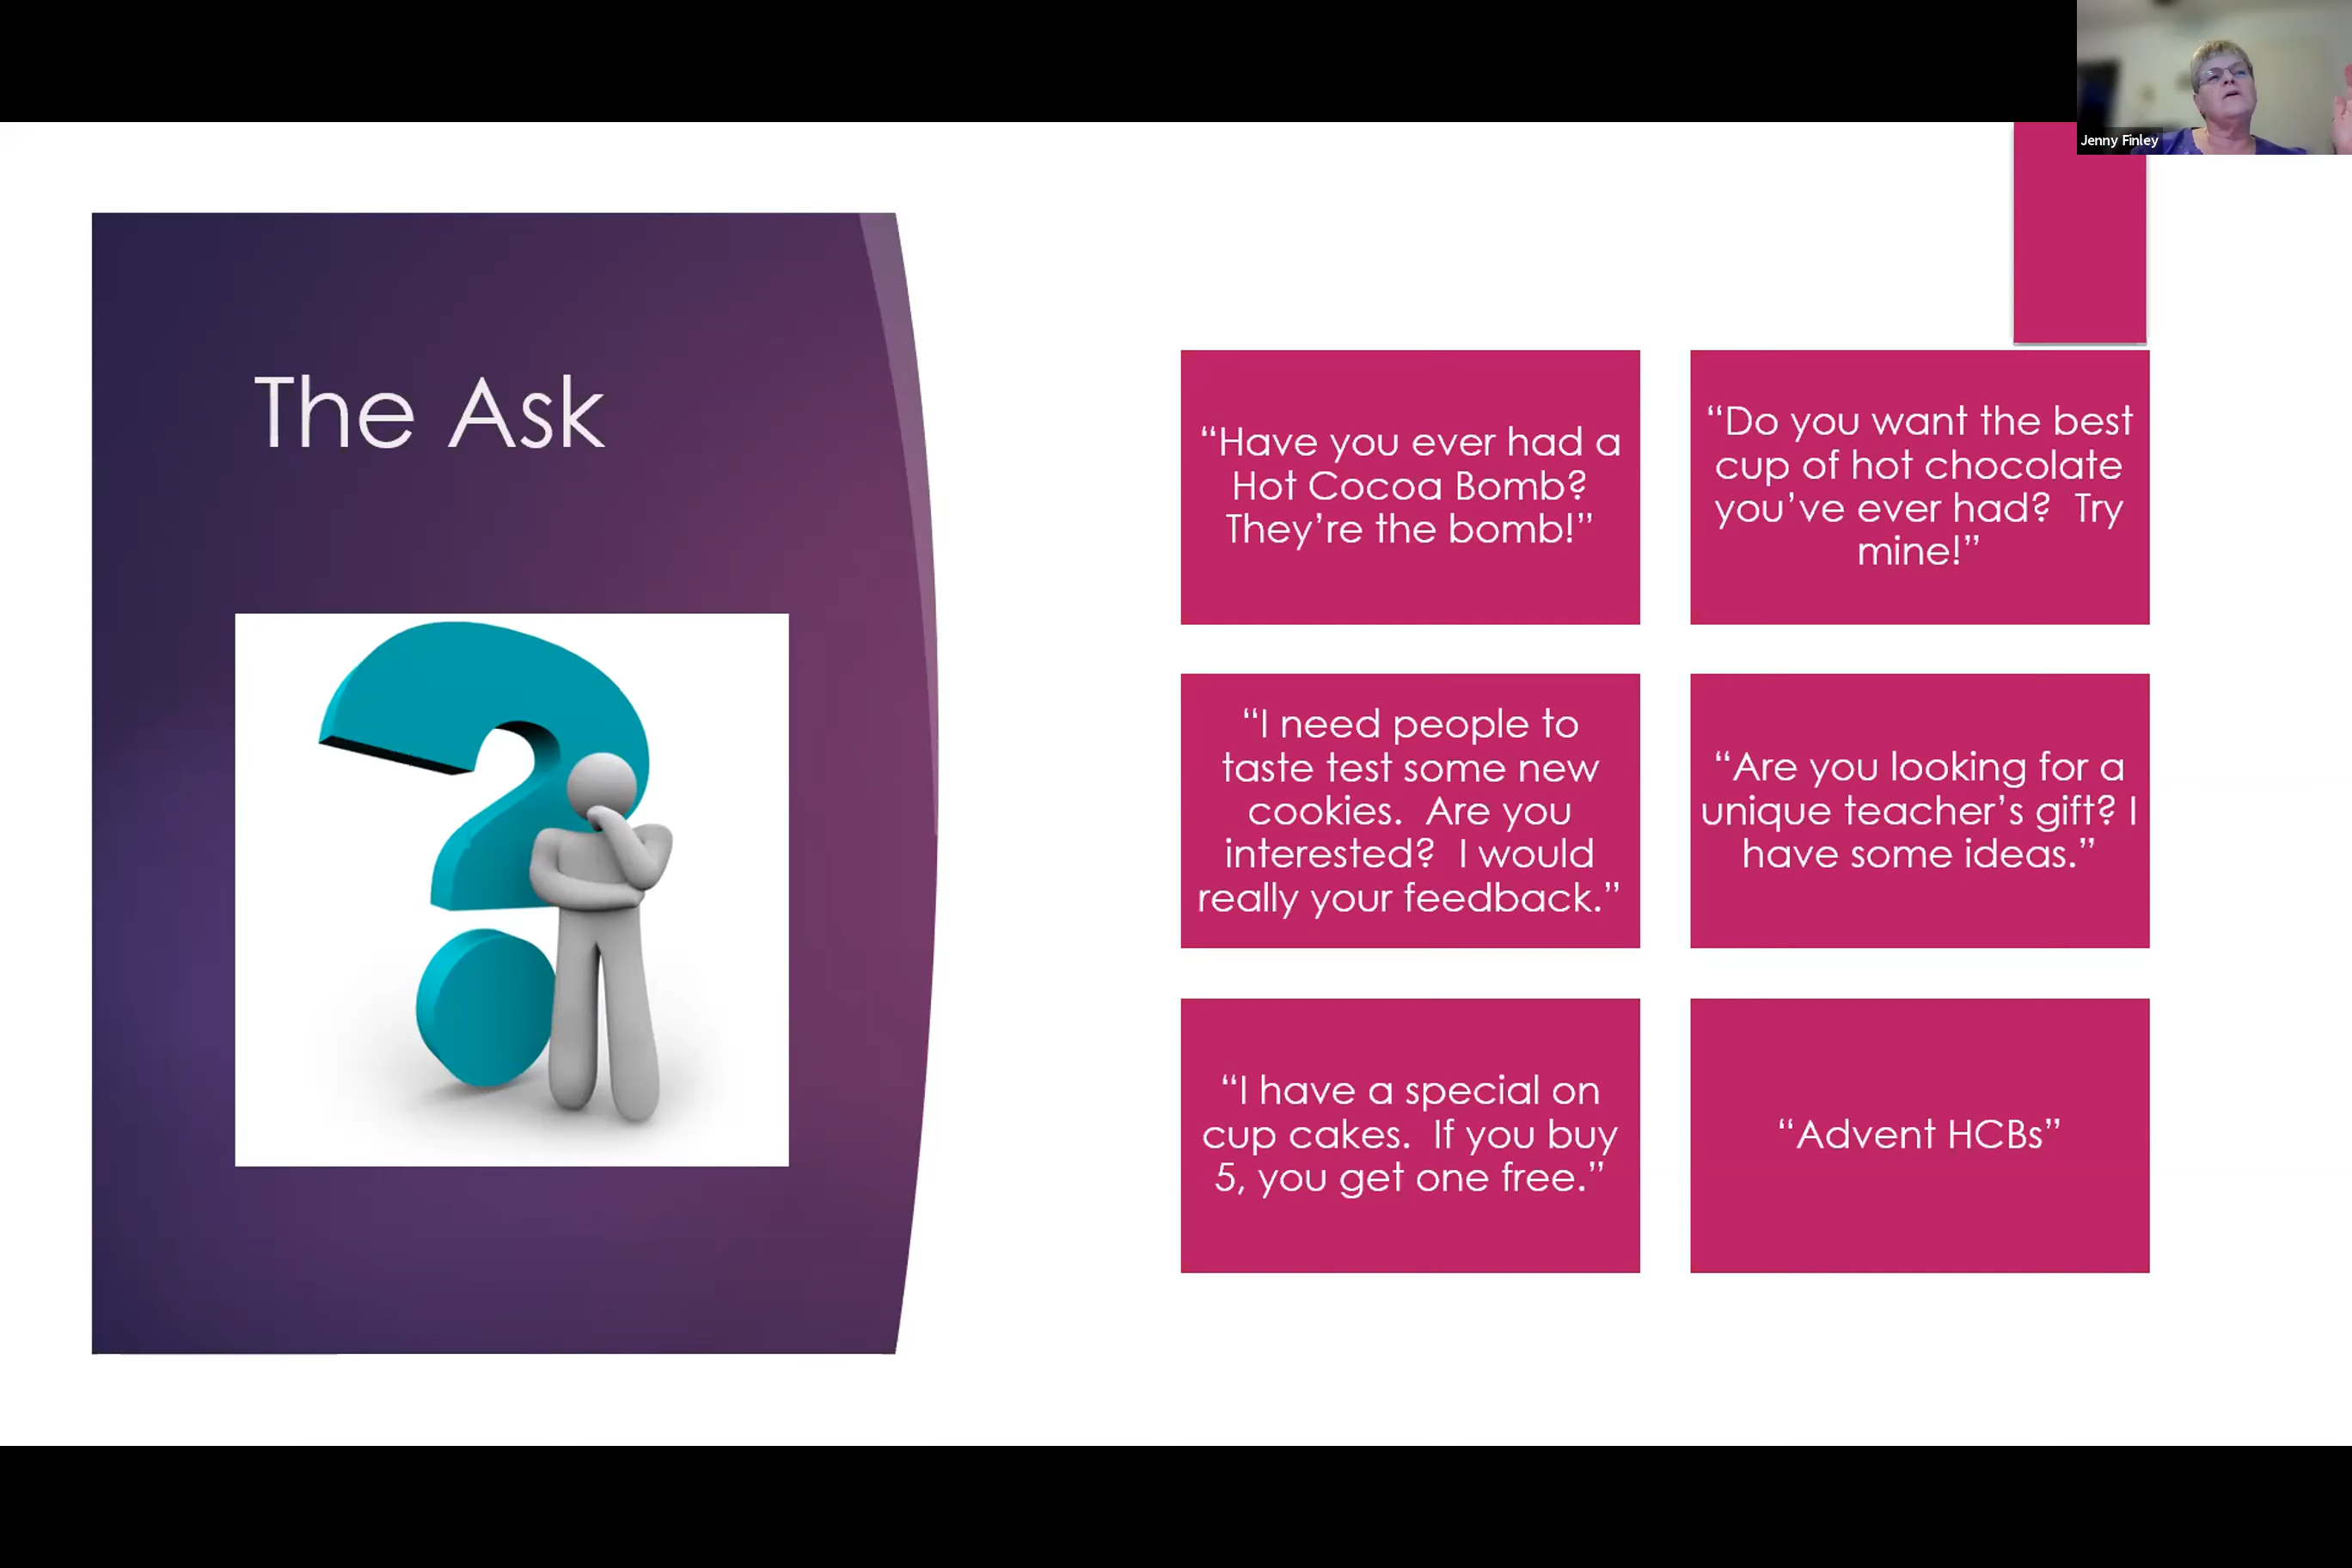 Jenny Finley
The Ask
“Have you ever had a
Hot Cocoa Bomb?
They’re the bomb!”
“Do you want the best
cup of hot chocolate
you’ve ever had?  Try
mine!”
“I need people to
taste test some new
cookies.  Are you
interested?  I would
really your feedback.”
“Are you looking for a
unique teacher’s gift? I
have some ideas.”
“I have a special on
cup cakes.  If you buy
5, you get one free.”
“Advent HCBs”